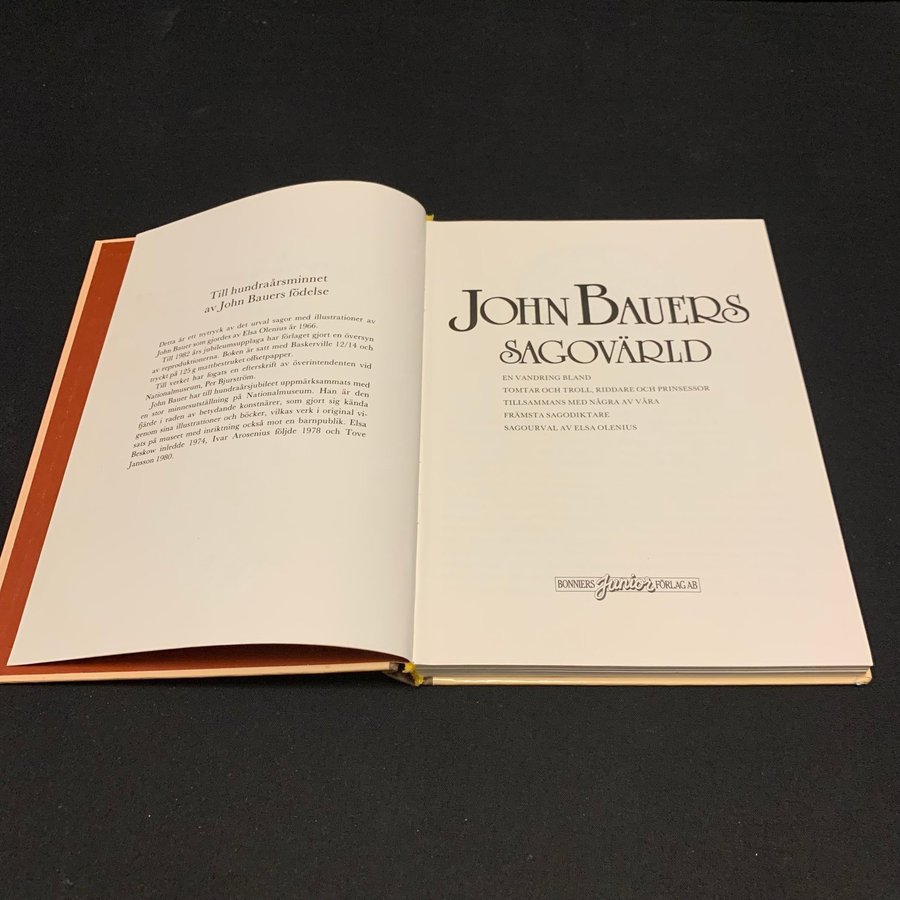 Till hundraårsminnet
av John Bauers födelse
Detta är ett nytryck av det urval sagor med illustrationer av
John Bauer som gjordes av Elsa Olenius år 1966.
Till 1982 års jubileumsupplaga har förlaget gjort en översyn
av reproduktionerna. Boken är satt med Baskerville 12/14 och
tryckt på 125 g mattbestruket offsetpapper.
Till verket har fogats en efterskrift av överintendenten vid
Nationalmuseum, Per Bjurström.
John Bauer har till hundraårsjubileet uppmärksammats med
en stor minnesutställning på Nationalmuseum. Han är den
fjärde i raden av betydande konstnärer, som gjort sig kända
genom sina illustrationer och böcker, vilkas verk i original vi-
sats på museet med inriktning också mot en barnpublik. Elsa
Beskow inledde 1974, Ivar Arosenius följde 1978 och Tove
Jansson 1980.
JOHN BAUERS
SAGOVÄRLD
EN VANDRING BLAND
TOMTAR OCH TROLL, RIDDARE OCH PRINSESSOR
TILLSAMMANS MED NÅGRA AV VÅRA
FRÄMSTA SAGODIKTARE
SAGOURVAL AV ELSA OLENIUS
BONNIERS Junior FÖRLAG AB